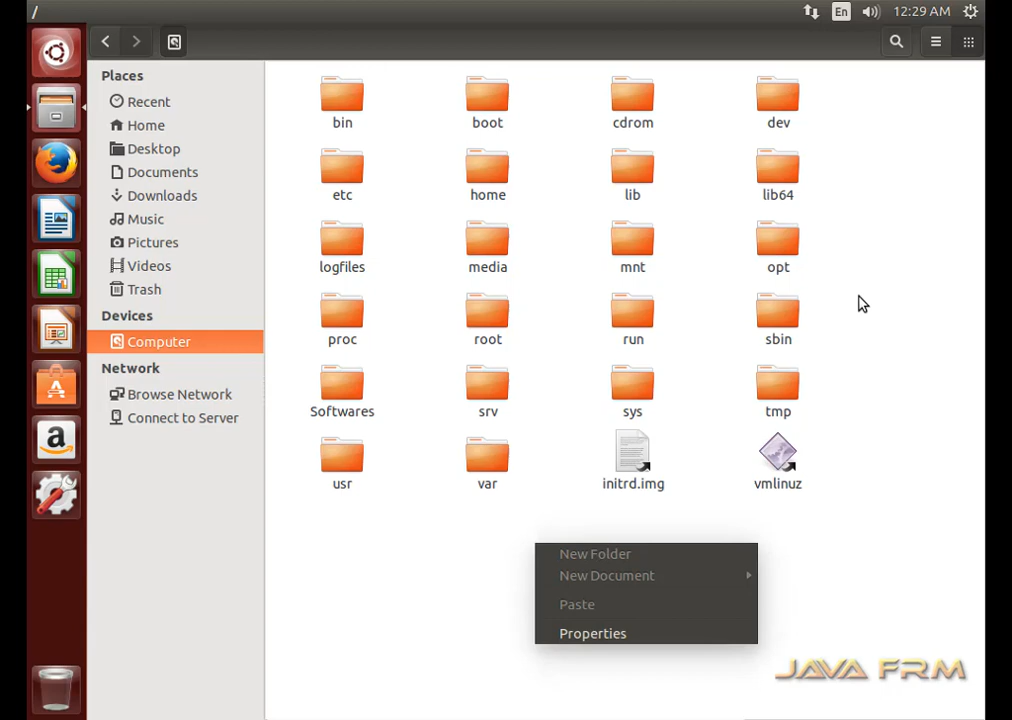 /
En
12:29 AM
Places
Recent
Home
Desktop
Documents
Downloads
Music
Pictures
Videos
Trash
Devices
Computer
Network
Browse Network
Connect to Server
bin boot cdrom dev
etc home lib lib64
logfiles media mnt opt
proc root run sbin
Softwares srv sys tmp
usr var initrd.img vmlinuz
New Folder
New Document
Paste
Properties
JAVA FRM